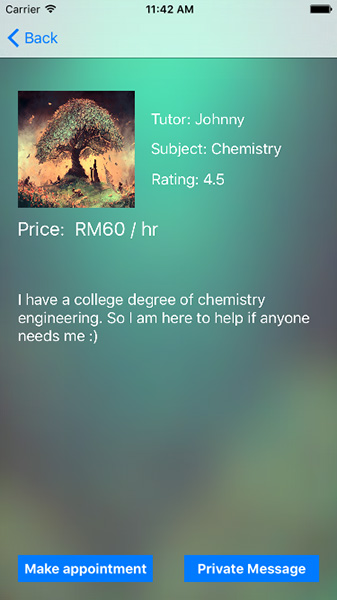 Carrier 11:42 AM
Back
Tutor: Johnny
Subject: Chemistry
Rating: 4.5
Price: RM60 / hr
I have a college degree of chemistry
engineering. So I am here to help if anyone
needs me :)
Make appointment Private Message